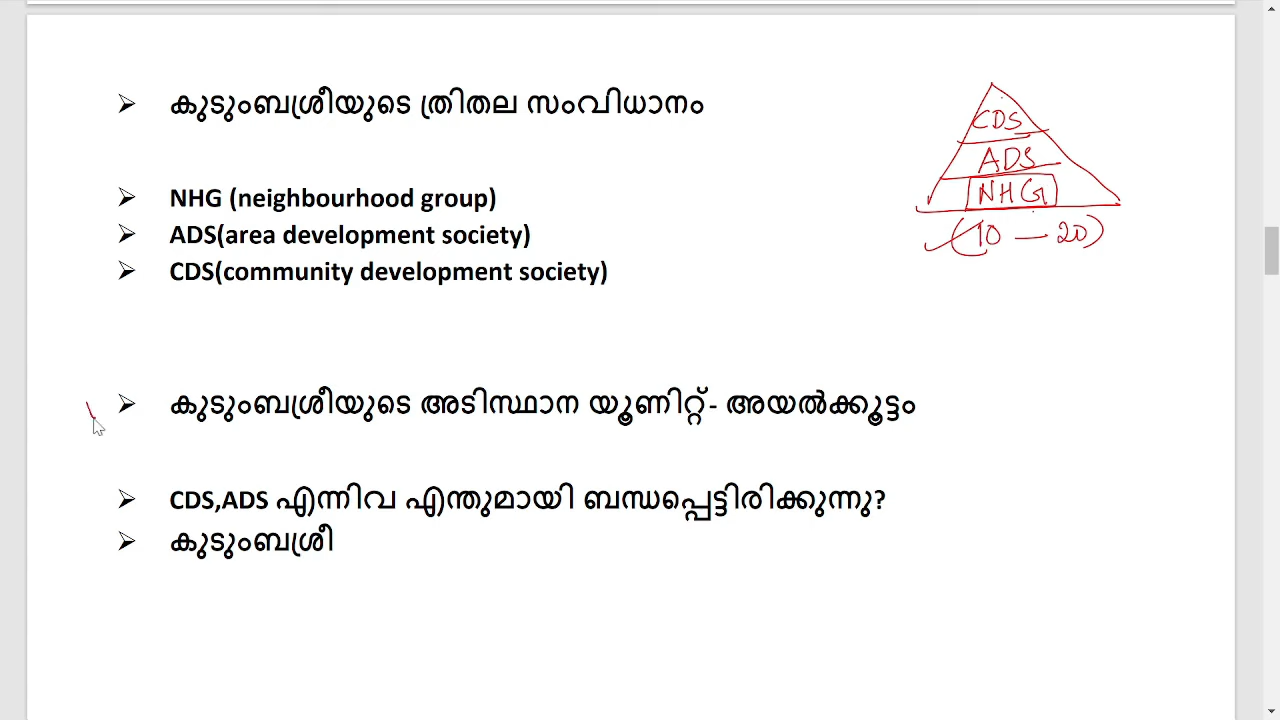 കുടുംബശ്രീയുടെ ത്രിതല സംവിധാനം
NHG (neighbourhood group)
ADS(area development society)
CDS(community development society)
CDS
ADS
NHG
(10 — 20)
കുടുംബശ്രീയുടെ അടിസ്ഥാന യൂണിറ്റ്- അയൽക്കൂട്ടം
CDS,ADS എന്നിവ എന്തുമായി ബന്ധപ്പെട്ടിരിക്കുന്നു?
കുടുംബശ്രീ